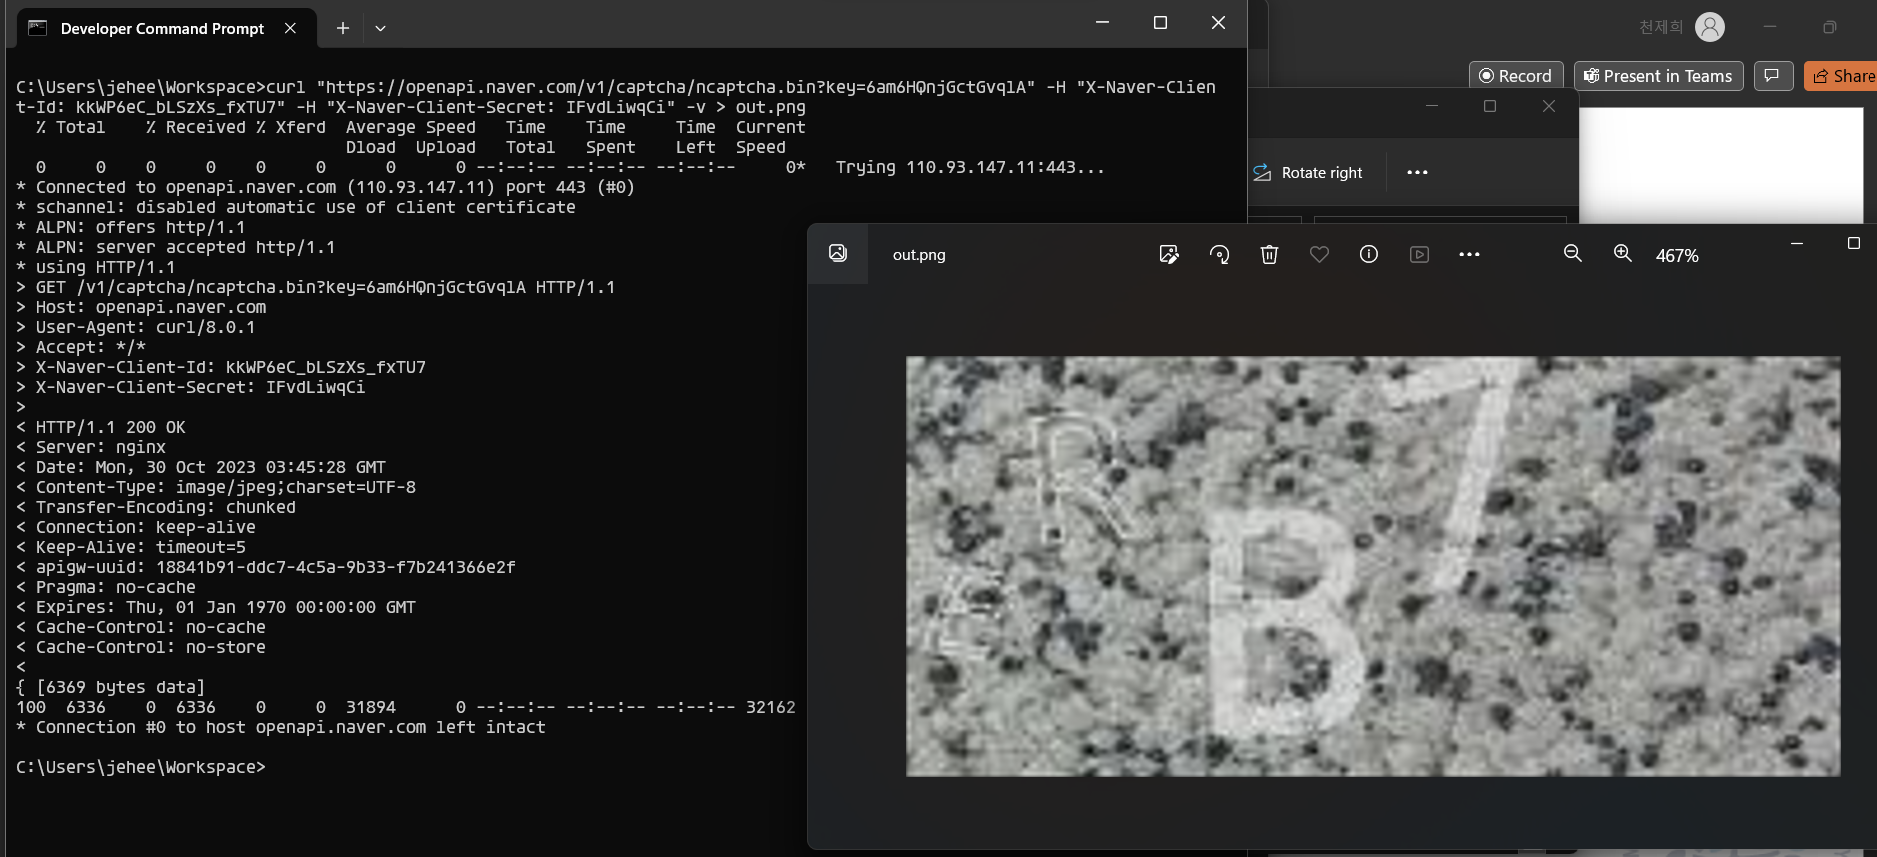 Developer Command Prompt
천제희
Record
Present in Teams
Share
Rotate right
C:\Users\jehee\Workspace>curl "https://openapi.naver.com/v1/captcha/ncaptcha.bin?key=6am6HQnjGctGvqlA" -H "X-Naver-Clien
t-Id: kkWP6eC_bLSzXs_fxTU7" -H "X-Naver-Client-Secret: IFvdLiwqCi" -v > out.png
% Total % Received % Xferd Average Speed Time Time Time Current
Dload Upload Total Spent Left Speed
0 0 0 0 0 0 0 0 --:--:-- --:--:-- --:--:-- 0* Trying 110.93.147.11:443...
* Connected to openapi.naver.com (110.93.147.11) port 443 (#0)
* schannel: disabled automatic use of client certificate
* ALPN: offers http/1.1
* ALPN: server accepted http/1.1
* using HTTP/1.1
> GET /v1/captcha/ncaptcha.bin?key=6am6HQnjGctGvqlA HTTP/1.1
> Host: openapi.naver.com
> User-Agent: curl/8.0.1
> Accept: */*
> X-Naver-Client-Id: kkWP6eC_bLSzXs_fxTU7
> X-Naver-Client-Secret: IFvdLiwqCi
>
< HTTP/1.1 200 OK
< Server: nginx
< Date: Mon, 30 Oct 2023 03:45:28 GMT
< Content-Type: image/jpeg;charset=UTF-8
< Transfer-Encoding: chunked
< Connection: keep-alive
< Keep-Alive: timeout=5
< apigw-uuid: 18841b91-ddc7-4c5a-9b33-f7b241366e2f
< Pragma: no-cache
< Expires: Thu, 01 Jan 1970 00:00:00 GMT
< Cache-Control: no-cache
< Cache-Control: no-store
<
{ [6369 bytes data]
100 6336 0 6336 0 0 31894 0 --:--:-- --:--:-- --:--:-- 32162
* Connection #0 to host openapi.naver.com left intact
C:\Users\jehee\Workspace>
out.png
467%
7
R
B
E